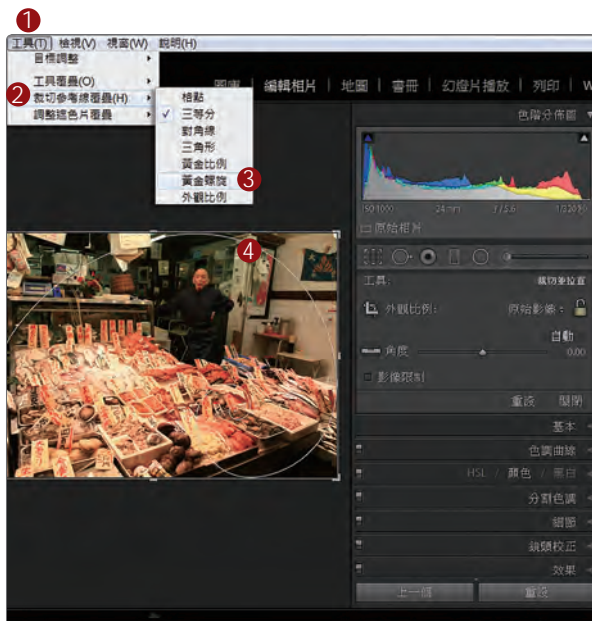 1
工具(T) 檢視(V) 視窗(W) 說明(H)
目標調整
工具覆疊(O)
2 裁切參考線覆疊(H)
調整遮色片覆疊
格點
✓ 三等分
對角線
三角形
黃金比例
黃金螺旋 3
外觀比例
圖庫 | 編輯相片 | 地圖 | 書冊 | 幻燈片播放 | 列印 | W
色階分佈圖
ISO 1000 24 mm f / 5.6
原始相片
4
工具: 裁切並拉直
外觀比例: 原始影像
自動
角度 0.00
影像限制
重設 關閉
基本
色調曲線
HSL / 顏色 / 黑白
分割色調
細節
鏡頭校正
效果
上一個 重設